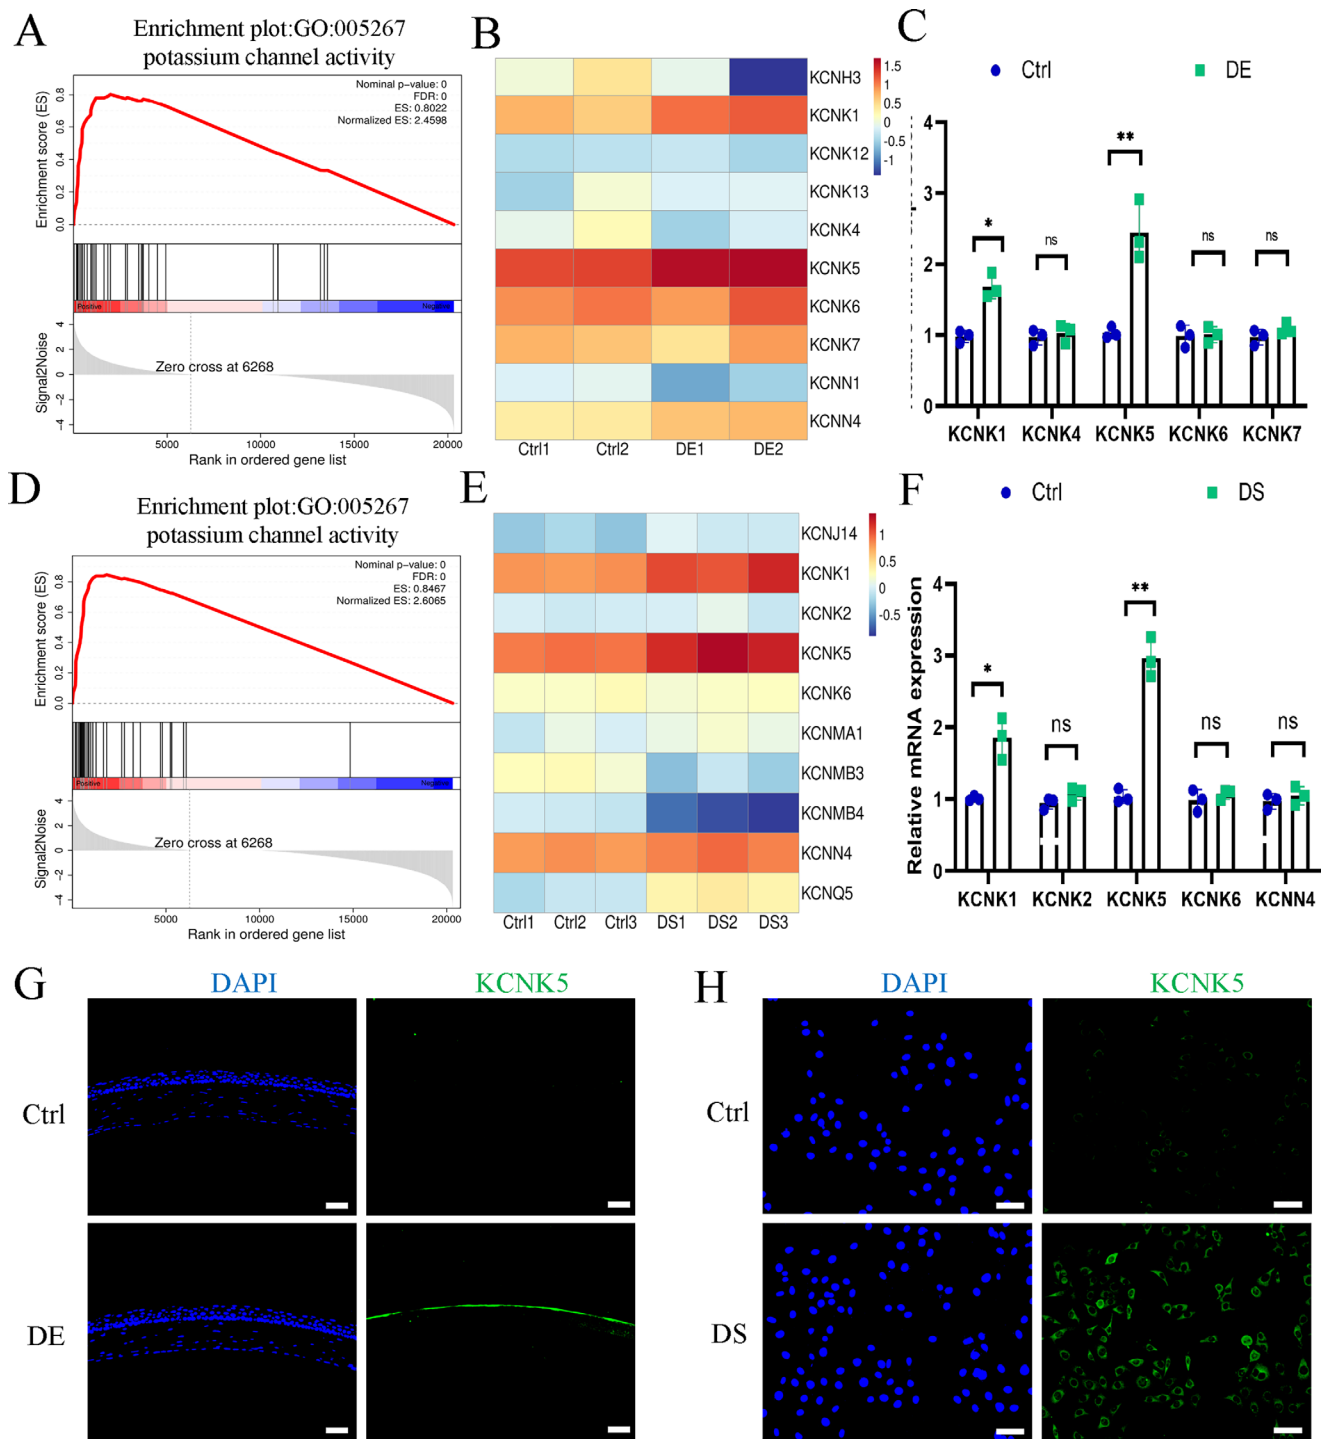 A
Enrichment plot:GO:005267
potassium channel activity
Nominal p-value: 0
FDR: 0
ES: 0.8022
Normalized ES: 2.4598
Enrichment score (ES)
0.8
0.6
0.4
0.2
0.0
Positive
Zero cross at 6268
Signal2Noise
4
2
0
-2
-4
5000 10000 15000 20000
Rank in ordered gene list
B
KCNH3
KCNK1
KCNK12
KCNK13
KCNK4
KCNK5
KCNK6
KCNK7
KCNN1
KCNN4
Ctrl1 Ctrl2 DE1 DE2
1.5
1
0.5
0
-0.5
-1
C
Ctrl DE
4
3
2
1
0
* ns ** ns ns
KCNK1 KCNK4 KCNK5 KCNK6 KCNK7
D
Enrichment plot:GO:005267
potassium channel activity
Nominal p-value: 0
FDR: 0
ES: 0.8467
Normalized ES: 2.6065
Enrichment score (ES)
0.8
0.6
0.4
0.2
0.0
Positive
Zero cross at 6268
Signal2Noise
4
2
0
-2
-4
5000 10000 15000 20000
Rank in ordered gene list
E
KCNJ14
KCNK1
KCNK2
KCNK5
KCNK6
KCNMA1
KCNMB3
KCNMB4
KCNN4
KCNQ5
Ctrl1 Ctrl2 Ctrl3 DS1 DS2 DS3
1
0.5
0
-0.5
F
Ctrl DS
Relative mRNA expression
4
3
2
1
0
* ns ** ns ns
KCNK1 KCNK2 KCNK5 KCNK6 KCNN4
G
DAPI KCNK5
Ctrl
DE
H
DAPI KCNK5
Ctrl
DS